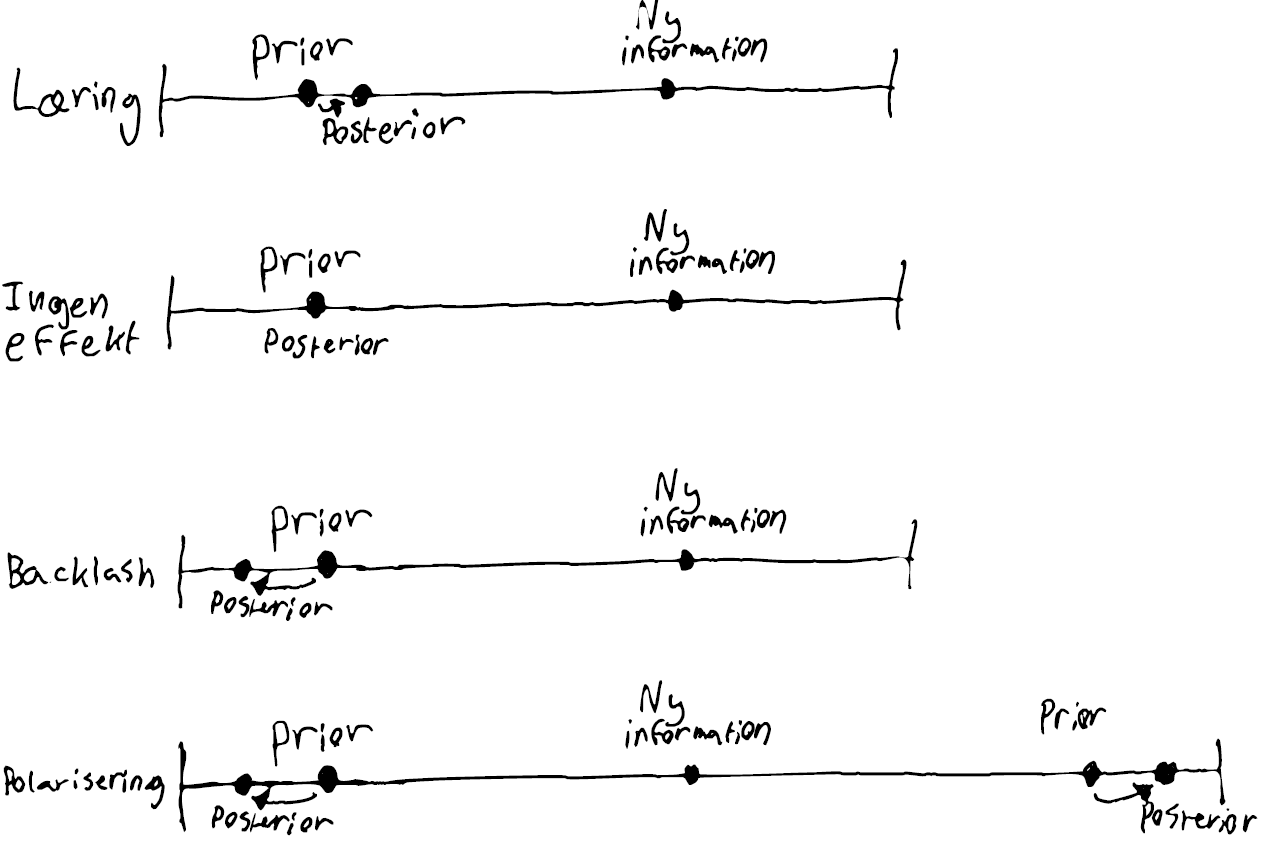 Læring
Prior
Ny
information
Posterior
Ingen
effekt
Prior
Ny
information
Posterior
Backlash
Prior
Ny
information
Posterior
Polarisering
Prior
Ny
information
Prior
Posterior
Posterior